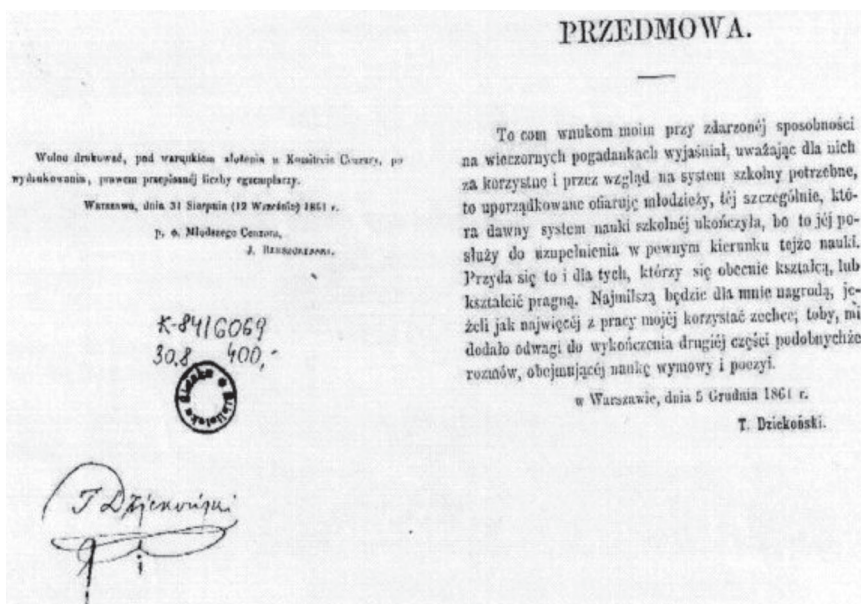 Wolno drukować, pod warunkiem złożenia w Komitecie Cenzury, po
wydrukowaniu, prawem przepisanéj liczby egzemplarzy.
Warszawa, dnia 31 Sierpnia (12 Września) 1861 r.
p. o. Młodszego Cenzora,
J.
K-84/6069
30.8 400,-
Śląska Biblioteka
T Dziekoński
PRZEDMOWA.
To com wnukom moim przy zdarzonéj sposobności
na wieczornych pogadankach wyjaśniał, uważając dla nich
za korzystne i przez wzgląd na system szkolny potrzebne,
to uporządkowane ofiaruję młodzieży, téj szczególnie, któ-
ra dawny system nauki szkolnéj ukończyła, bo to jéj po-
służy do uzupełnienia w pewnym kierunku tejże nauki.
Przyda się to i dla tych, którzy się obecnie kształcą, lub
kształcić pragną. Najmilszą będzie dla mnie nagrodą, je-
żeli jak najwięcéj z pracy mojéj korzystać zechce; toby, mi
dodało odwagi do wykończenia drugiéj części podobnychże
rozmów, obejmującéj naukę wymowy i poezyi.
w Warszawie, dnia 5 Grudnia 1861 r.
T. Dziekoński.